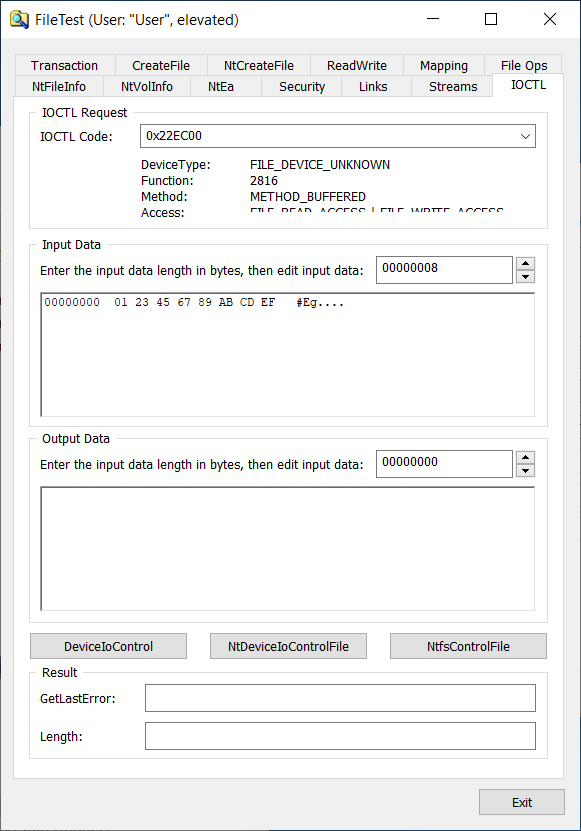 FileTest (User: "User", elevated)
Transaction CreateFile NtCreateFile ReadWrite Mapping File Ops
NtFileInfo NtVolInfo NtEa Security Links Streams IOCTL
IOCTL Request
IOCTL Code: 0x22EC00
DeviceType: FILE_DEVICE_UNKNOWN
Function: 2816
Method: METHOD_BUFFERED
Access: FILE_READ_ACCESS | FILE_WRITE_ACCESS
Input Data
Enter the input data length in bytes, then edit input data: 00000008
00000000 01 23 45 67 89 AB CD EF #Eg....
Output Data
Enter the input data length in bytes, then edit input data: 00000000
DeviceIoControl NtDeviceIoControlFile NtfsControlFile
Result
GetLastError:
Length:
Exit